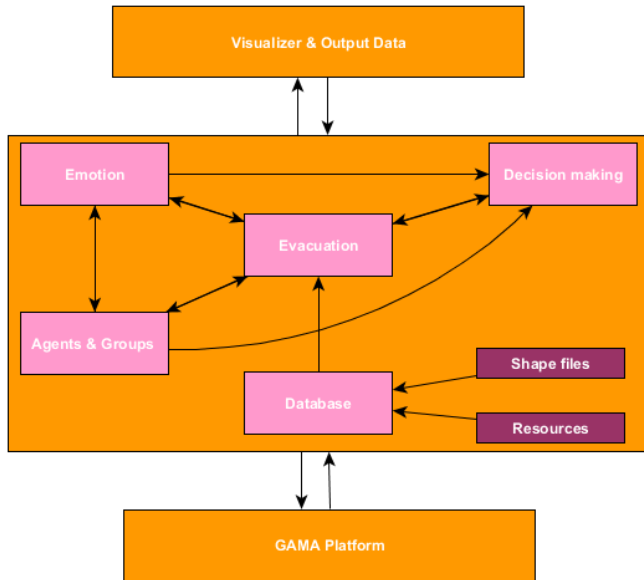 Visualizer & Output Data
Emotion
Decision making
Evacuation
Agents & Groups
Shape files
Database
Resources
GAMA Platform